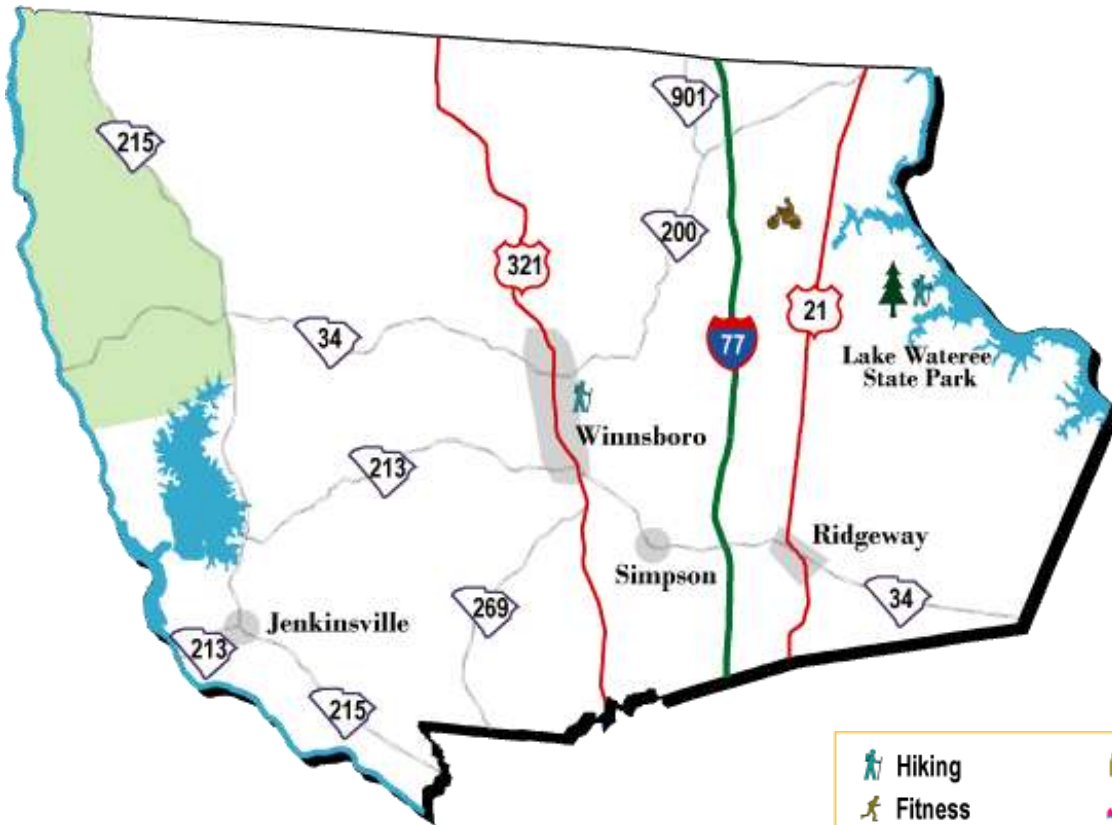 901
215
200
321
21
77
34
Lake Wateree
State Park
Winnsboro
213
Ridgeway
Simpson
269
34
Jenkinsville
213
215
Hiking
Fitness